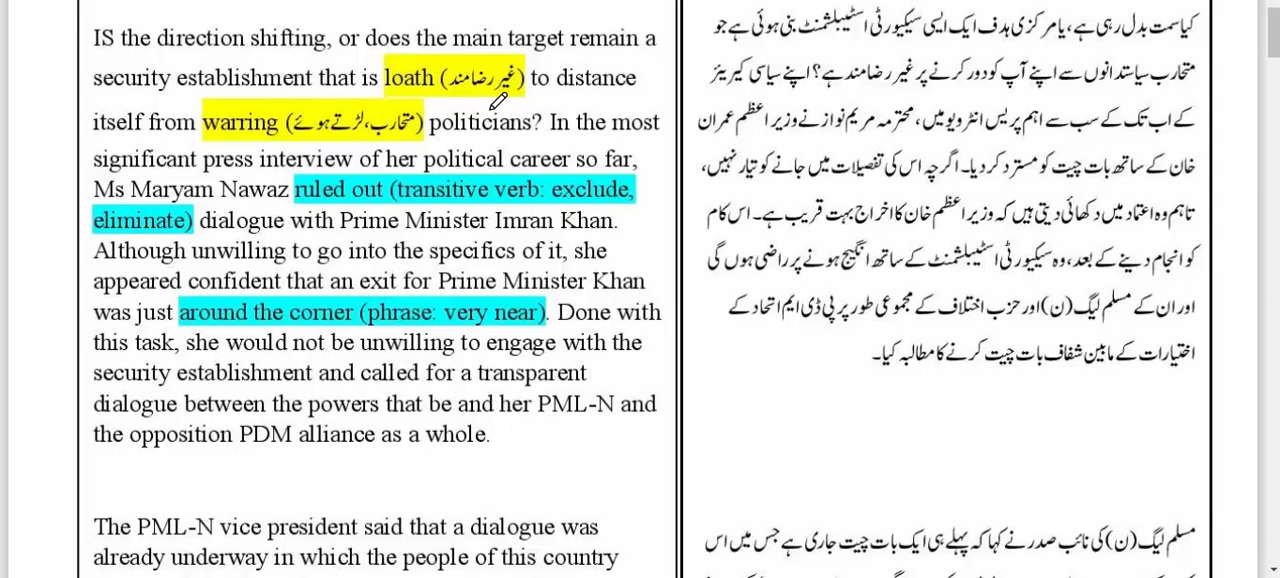 IS the direction shifting, or does the main target remain a
security establishment that is loath (غیر رضامند) to distance
itself from warring (متحارب، لڑتے ہوئے) politicians? In the most
significant press interview of her political career so far,
Ms Maryam Nawaz ruled out (transitive verb: exclude,
eliminate) dialogue with Prime Minister Imran Khan.
Although unwilling to go into the specifics of it, she
appeared confident that an exit for Prime Minister Khan
was just around the corner (phrase: very near). Done with
this task, she would not be unwilling to engage with the
security establishment and called for a transparent
dialogue between the powers that be and her PML-N and
the opposition PDM alliance as a whole.
The PML-N vice president said that a dialogue was
already underway in which the people of this country
کیا سمت بدل رہی ہے، یا مرکزی ہدف ایک ایسی سیکیورٹی اسٹیبلشمنٹ بنی ہوئی ہے جو
متحارب سیاستدانوں سے اپنے آپ کو دور کرنے پر غیر رضامند ہے؟ اپنے سیاسی کیریئر
کے اب تک کے سب سے اہم پریس انٹرویو میں، محترمہ مریم نواز نے وزیر اعظم عمران
خان کے ساتھ بات چیت کو مسترد کر دیا۔ اگرچہ اس کی تفصیلات میں جانے کو تیار نہیں،
تاہم وہ اعتماد میں دکھائی دیتی ہیں کہ وزیر اعظم خان کا اخراج بہت قریب ہے۔ اس کام
کو انجام دینے کے بعد، وہ سیکیورٹی اسٹیبلشمنٹ کے ساتھ انگیج ہونے پر راضی ہوں گی
اور ان کے مسلم لیگ (ن) اور حزب اختلاف کے مجموعی طور پر پی ڈی ایم اتحاد کے
اختیارات کے مابین شفاف بات چیت کرنے کا مطالبہ کیا۔
مسلم لیگ (ن) کی نائب صدر نے کہا کہ پہلے ہی ایک بات چیت جاری ہے جس میں اس